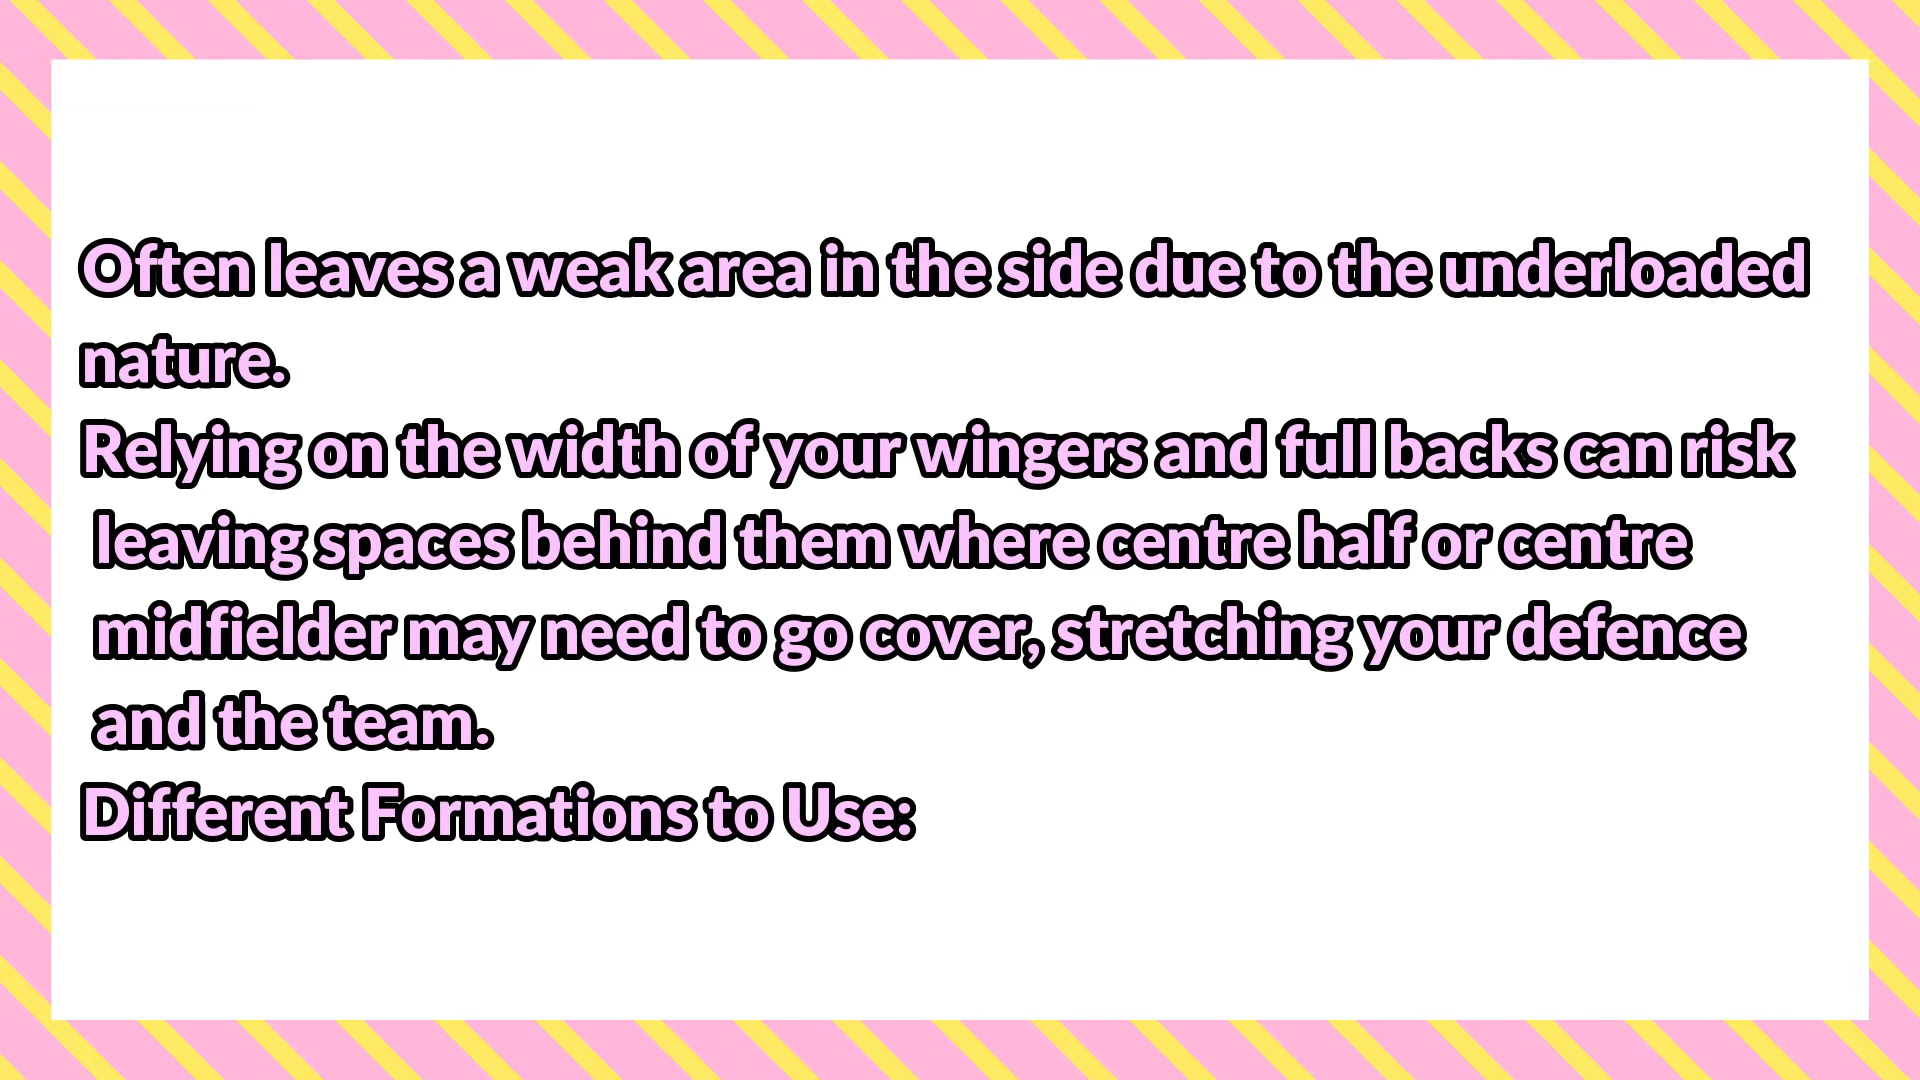 Often leaves a weak area in the side due to the underloaded
nature.
Relying on the width of your wingers and full backs can risk
leaving spaces behind them where centre half or centre
midfielder may need to go cover, stretching your defence
and the team.
Different Formations to Use: